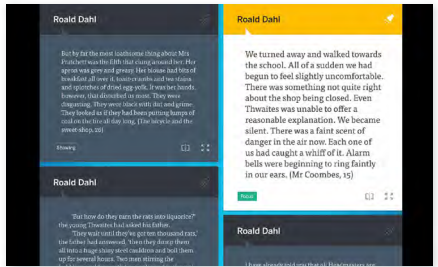 Roald Dahl
But by far the most loathsome thing about Mrs
Pratchett was the filth that clung around her. Her
apron was grey and greasy. Her blouse had bits of
breakfast all over it, toast-crumbs and tea stains
and splotches of dried egg-yolk. It was her hands,
however, that disturbed us most. They were
disgusting. They were black with dirt and grime.
They looked as if they had been putting lumps of
coal on the fire all day long. (The bicycle and the
sweet-shop, 29)
Showing
Roald Dahl
'But how do they turn the rats into liquorice?'
the young Thwaites had asked his father.
'They wait until they've got ten thousand rats,'
the father had answered, 'then they dump them
all into a huge shiny steel cauldron and boil them
up for several hours. Two men stirring the
Roald Dahl
We turned away and walked towards
the school. All of a sudden we had
begun to feel slightly uncomfortable.
There was something not quite right
about the shop being closed. Even
Thwaites was unable to offer a
reasonable explanation. We became
silent. There was a faint scent of
danger in the air now. Each one of
us had caught a whiff of it. Alarm
bells were beginning to ring faintly
in our ears. (Mr Coombes, 15)
Focus
Roald Dahl
I have already told you that all Headmasters are